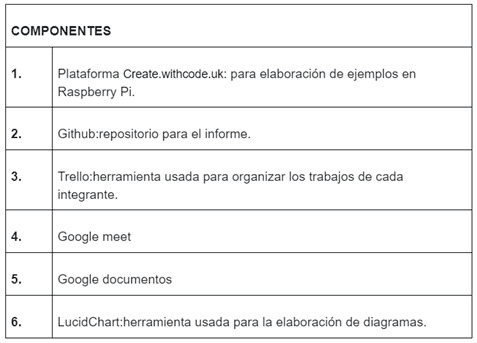 COMPONENTES
1. Plataforma Create.withcode.uk: para elaboración de ejemplos en
Raspberry Pi.
2. Github:repositorio para el informe.
3. Trello:herramienta usada para organizar los trabajos de cada
integrante.
4. Google meet
5. Google documentos
6. LucidChart:herramienta usada para la elaboración de diagramas.